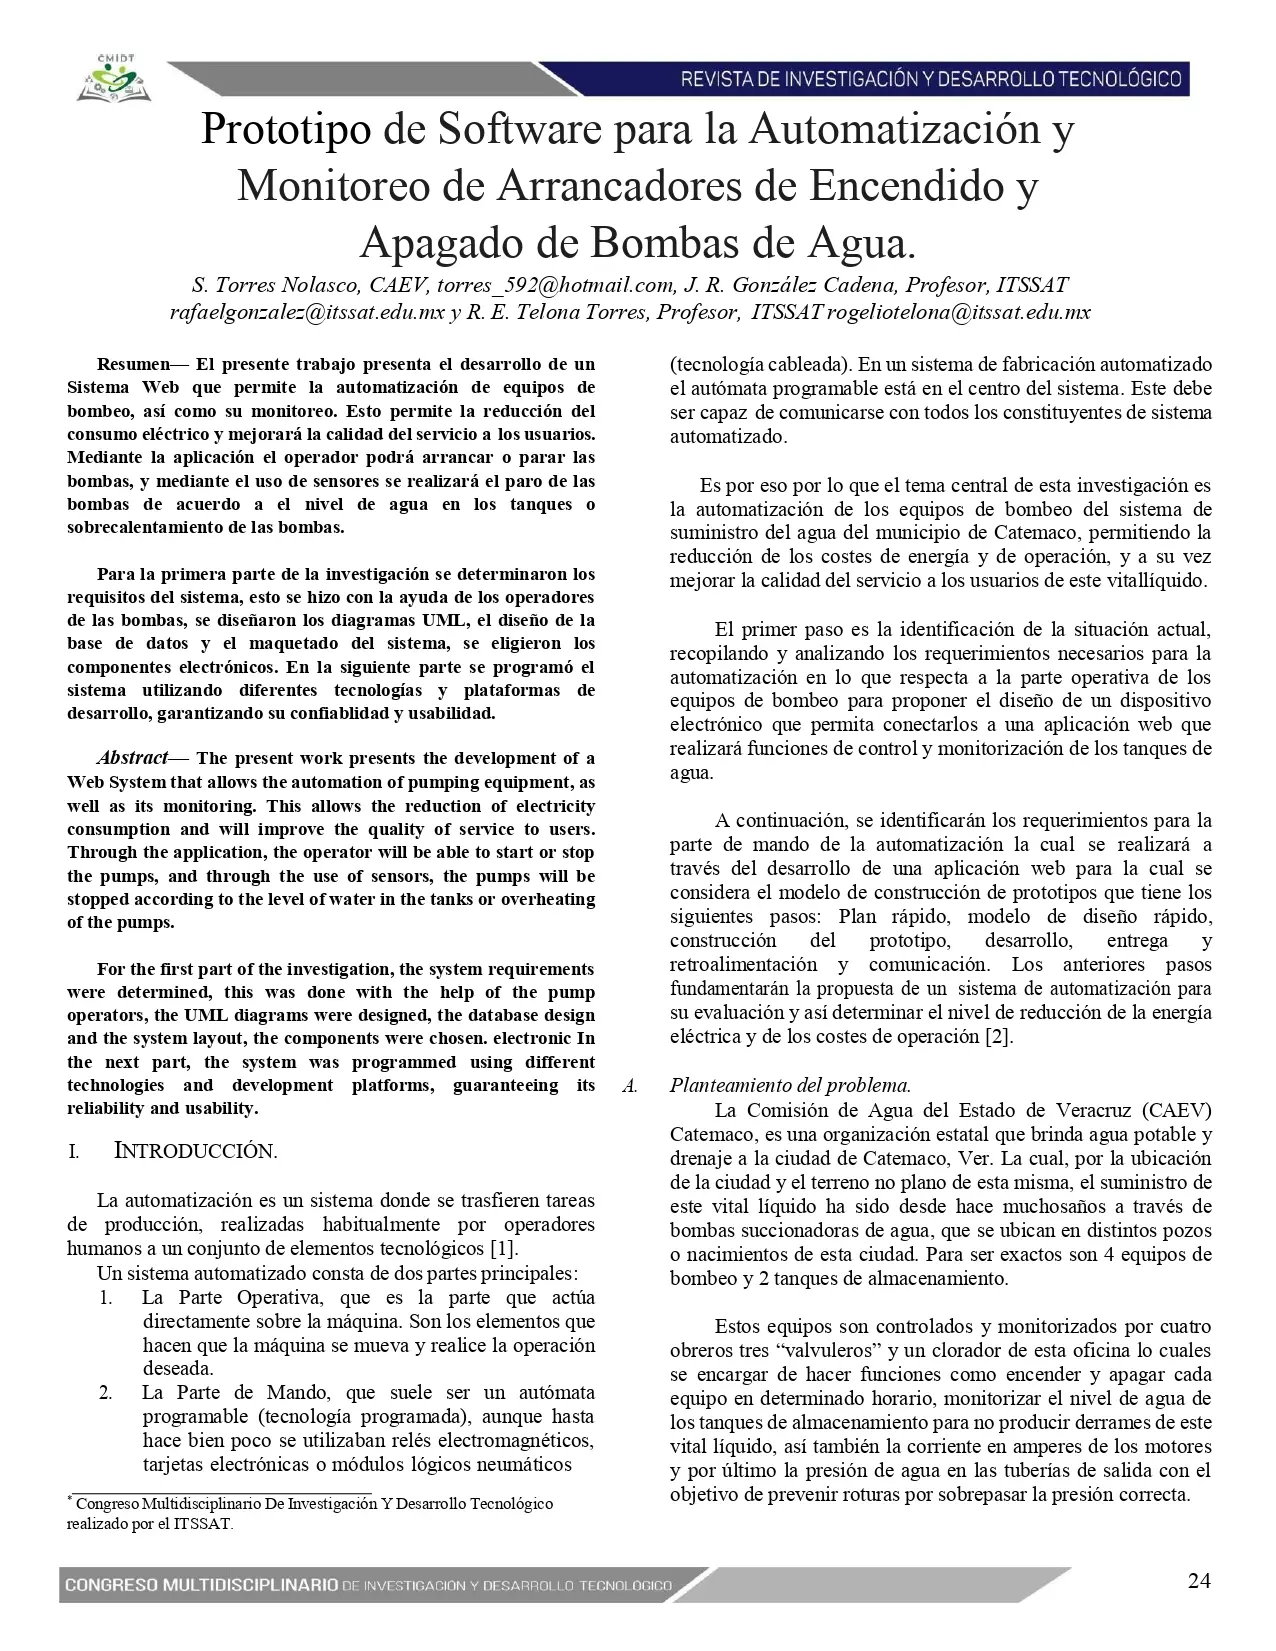 CMIDT
REVISTA DE INVESTIGACIÓN Y DESARROLLO TECNOLÓGICO
Prototipo de Software para la Automatización y
Monitoreo de Arrancadores de Encendido y
Apagado de Bombas de Agua.
S. Torres Nolasco, CAEV, torres_592@hotmail.com, J. R. González Cadena, Profesor, ITSSAT
rafaelgonzalez@itssat.edu.mx y R. E. Telona Torres, Profesor, ITSSAT rogeliotelona@itssat.edu.mx
Resumen— El presente trabajo presenta el desarrollo de un
Sistema Web que permite la automatización de equipos de
bombeo, así como su monitoreo. Esto permite la reducción del
consumo eléctrico y mejorará la calidad del servicio a los usuarios.
Mediante la aplicación el operador podrá arrancar o parar las
bombas, y mediante el uso de sensores se realizará el paro de las
bombas de acuerdo a el nivel de agua en los tanques o
sobrecalentamiento de las bombas.
Para la primera parte de la investigación se determinaron los
requisitos del sistema, esto se hizo con la ayuda de los operadores
de las bombas, se diseñaron los diagramas UML, el diseño de la
base de datos y el maquetado del sistema, se eligieron los
componentes electrónicos. En la siguiente parte se programó el
sistema utilizando diferentes tecnologías y plataformas de
desarrollo, garantizando su confiablidad y usabilidad.
Abstract— The present work presents the development of a
Web System that allows the automation of pumping equipment, as
well as its monitoring. This allows the reduction of electricity
consumption and will improve the quality of service to users.
Through the application, the operator will be able to start or stop
the pumps, and through the use of sensors, the pumps will be
stopped according to the level of water in the tanks or overheating
of the pumps.
For the first part of the investigation, the system requirements
were determined, this was done with the help of the pump
operators, the UML diagrams were designed, the database design
and the system layout, the components were chosen. electronic In
the next part, the system was programmed using different
technologies and development platforms, guaranteeing its
reliability and usability.
I. INTRODUCCIÓN.
La automatización es un sistema donde se trasfieren tareas
de producción, realizadas habitualmente por operadores
humanos a un conjunto de elementos tecnológicos [1].
Un sistema automatizado consta de dos partes principales:
1. La Parte Operativa, que es la parte que actúa
directamente sobre la máquina. Son los elementos que
hacen que la máquina se mueva y realice la operación
deseada.
2. La Parte de Mando, que suele ser un autómata
programable (tecnología programada), aunque hasta
hace bien poco se utilizaban relés electromagnéticos,
tarjetas electrónicas o módulos lógicos neumáticos
* Congreso Multidisciplinario De Investigación Y Desarrollo Tecnológico
realizado por el ITSSAT.
(tecnología cableada). En un sistema de fabricación automatizado
el autómata programable está en el centro del sistema. Este debe
ser capaz de comunicarse con todos los constituyentes de sistema
automatizado.
Es por eso por lo que el tema central de esta investigación es
la automatización de los equipos de bombeo del sistema de
suministro del agua del municipio de Catemaco, permitiendo la
reducción de los costes de energía y de operación, y a su vez
mejorar la calidad del servicio a los usuarios de este vitallíquido.
El primer paso es la identificación de la situación actual,
recopilando y analizando los requerimientos necesarios para la
automatización en lo que respecta a la parte operativa de los
equipos de bombeo para proponer el diseño de un dispositivo
electrónico que permita conectarlos a una aplicación web que
realizará funciones de control y monitorización de los tanques de
agua.
A continuación, se identificarán los requerimientos para la
parte de mando de la automatización la cual se realizará a
través del desarrollo de una aplicación web para la cual se
considera el modelo de construcción de prototipos que tiene los
siguientes pasos: Plan rápido, modelo de diseño rápido,
construcción del prototipo, desarrollo, entrega y
retroalimentación y comunicación. Los anteriores pasos
fundamentarán la propuesta de un sistema de automatización para
su evaluación y así determinar el nivel de reducción de la energía
eléctrica y de los costes de operación [2].
A. Planteamiento del problema.
La Comisión de Agua del Estado de Veracruz (CAEV)
Catemaco, es una organización estatal que brinda agua potable y
drenaje a la ciudad de Catemaco, Ver. La cual, por la ubicación
de la ciudad y el terreno no plano de esta misma, el suministro de
este vital líquido ha sido desde hace muchosaños a través de
bombas succionadoras de agua, que se ubican en distintos pozos
o nacimientos de esta ciudad. Para ser exactos son 4 equipos de
bombeo y 2 tanques de almacenamiento.
Estos equipos son controlados y monitorizados por cuatro
obreros tres “valvuleros” y un clorador de esta oficina lo cuales
se encargar de hacer funciones como encender y apagar cada
equipo en determinado horario, monitorizar el nivel de agua de
los tanques de almacenamiento para no producir derrames de este
vital líquido, así también la corriente en amperes de los motores
y por último la presión de agua en las tuberías de salida con el
objetivo de prevenir roturas por sobrepasar la presión correcta.
CONGRESO MULTIDISCIPLINARIO DE INVESTIGACIÓN Y DESARROLLO TECNOLÓGICO
24